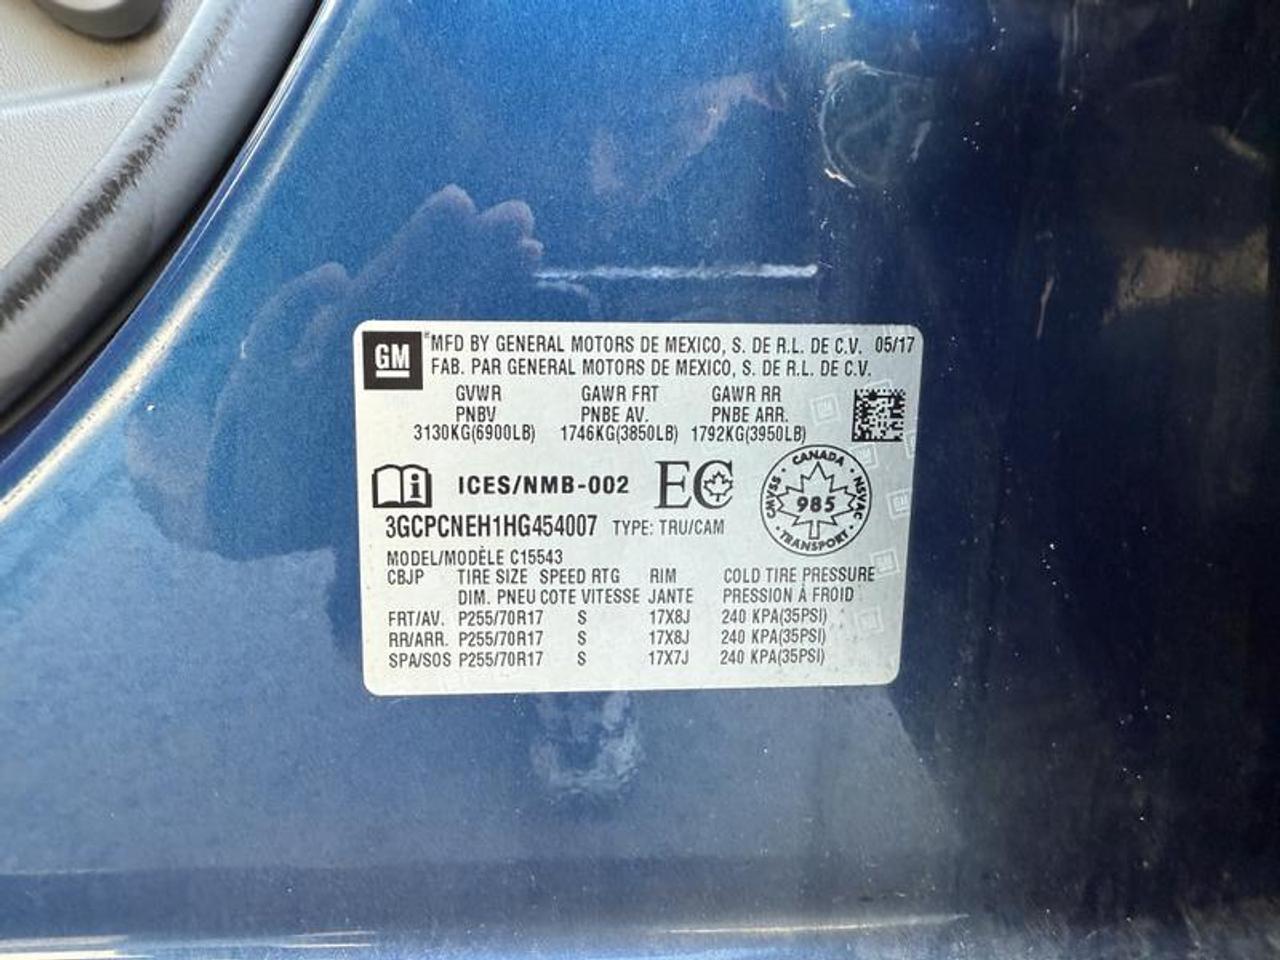 GM
MFD BY GENERAL MOTORS DE MEXICO, S. DE R.L. DE C.V. 05/17
FAB. PAR GENERAL MOTORS DE MEXICO, S. DE R.L. DE C.V.
GVWR GAWR FRT GAWR RR
PNBV PNBE AV. PNBE ARR.
3130KG(6900LB) 1746KG(3850LB) 1792KG(3950LB)
ICES/NMB-002 EC
CANADA
CMVSS 985 NSVAC
TRANSPORT
3GCPCNEH1HG454007 TYPE: TRU/CAM
MODEL/MODÈLE C15543
CBJP TIRE SIZE SPEED RTG RIM COLD TIRE PRESSURE
DIM. PNEU COTE VITESSE JANTE PRESSION À FROID
FRT/AV. P255/70R17 S 17X8J 240 KPA(35PSI)
RR/ARR. P255/70R17 S 17X8J 240 KPA(35PSI)
SPA/SOS P255/70R17 S 17X7J 240 KPA(35PSI)